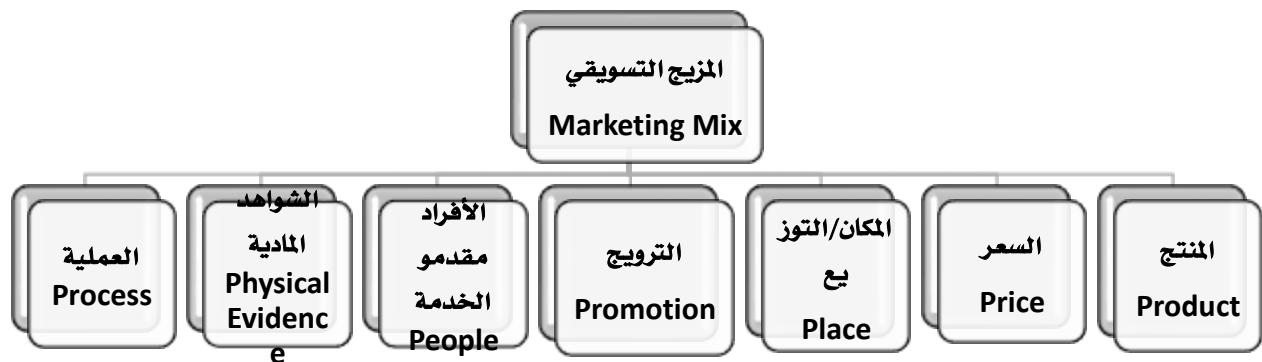 المزيج التسويقي
Marketing Mix
المنتج
Product
السعر
Price
المكان/التوز
يع
Place
الترويج
Promotion
الأفراد
مقدمو
الخدمة
People
الشواهد
المادية
Physical
Evidenc
e
العملية
Process